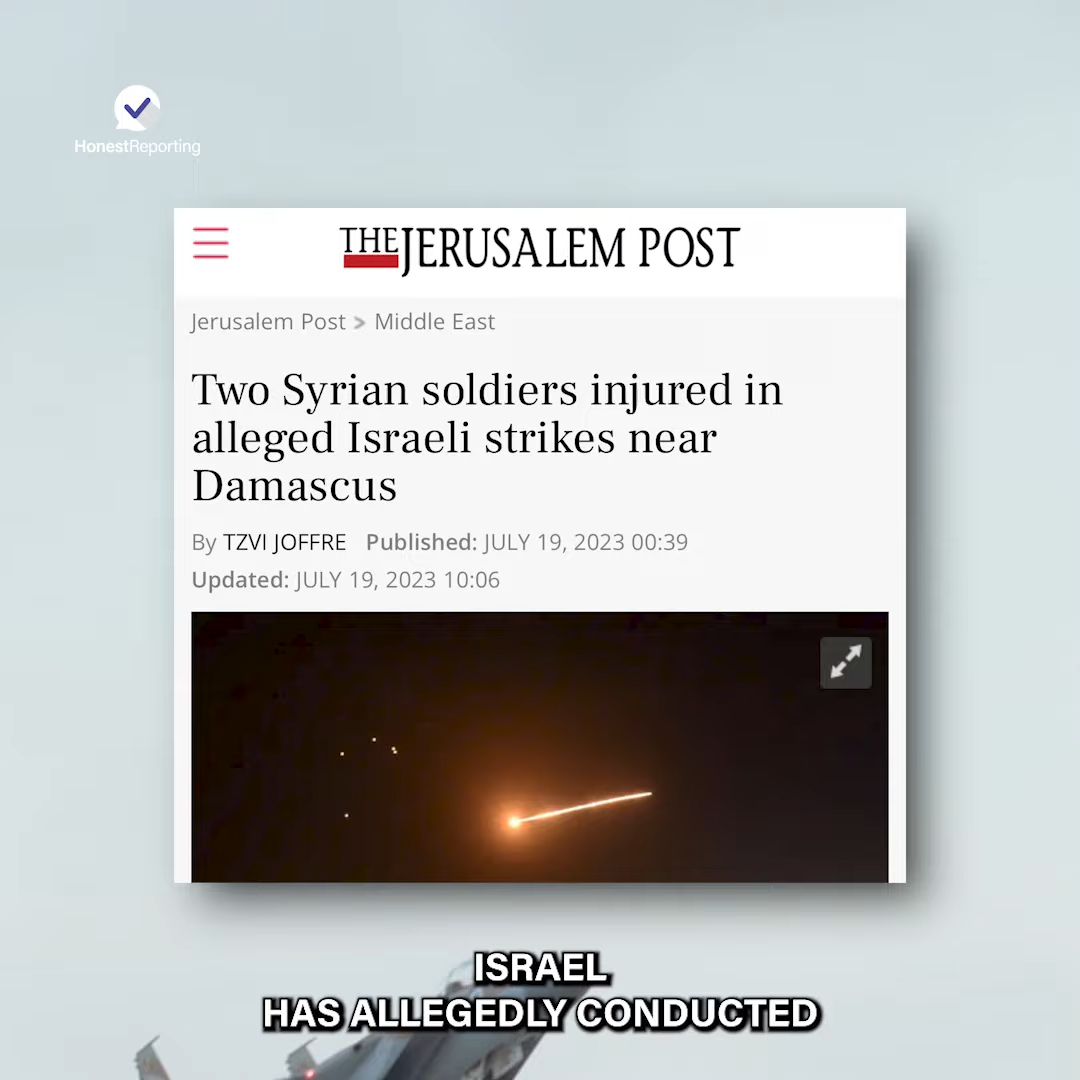 HonestReporting
THE JERUSALEM POST
Jerusalem Post > Middle East
Two Syrian soldiers injured in
alleged Israeli strikes near
Damascus
By TZVI JOFFRE Published: JULY 19, 2023 00:39
Updated: JULY 19, 2023 10:06
ISRAEL
HAS ALLEGEDLY CONDUCTED